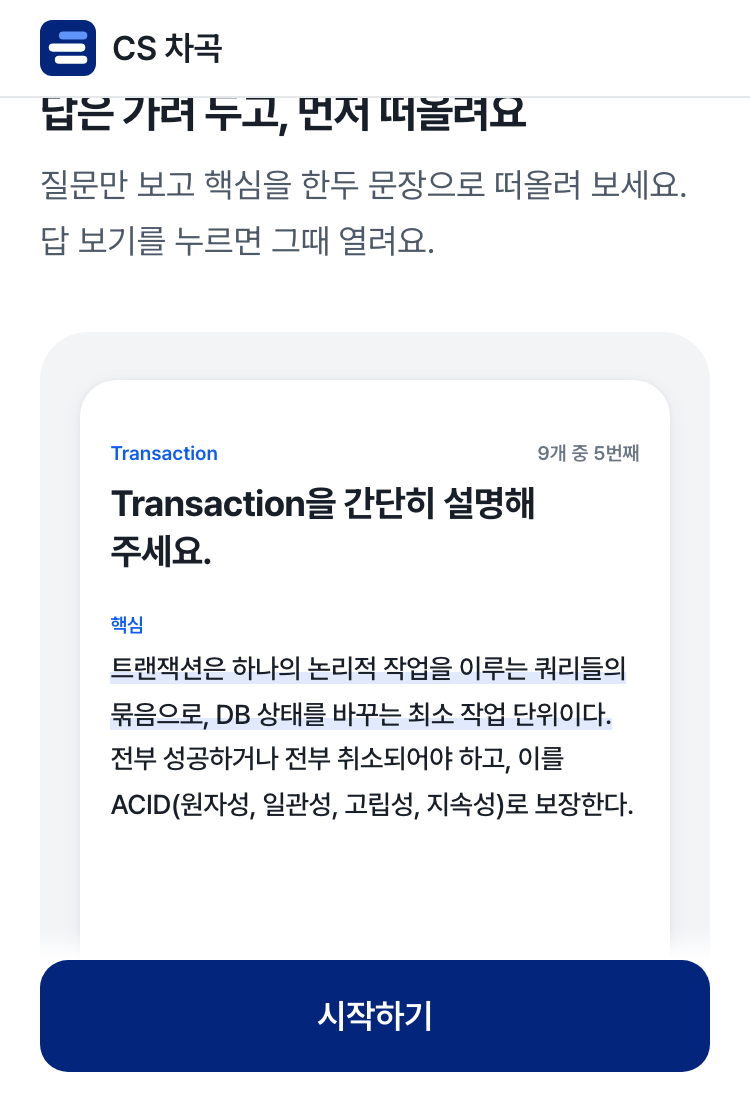 CS 차곡
답은 가려 두고, 먼저 떠올려요
질문만 보고 핵심을 한두 문장으로 떠올려 보세요.
답 보기를 누르면 그때 열려요.
Transaction
9개 중 5번째
Transaction을 간단히 설명해
주세요.
핵심
트랜잭션은 하나의 논리적 작업을 이루는 쿼리들의
묶음으로, DB 상태를 바꾸는 최소 작업 단위이다.
전부 성공하거나 전부 취소되어야 하고, 이를
ACID(원자성, 일관성, 고립성, 지속성)로 보장한다.
시작하기